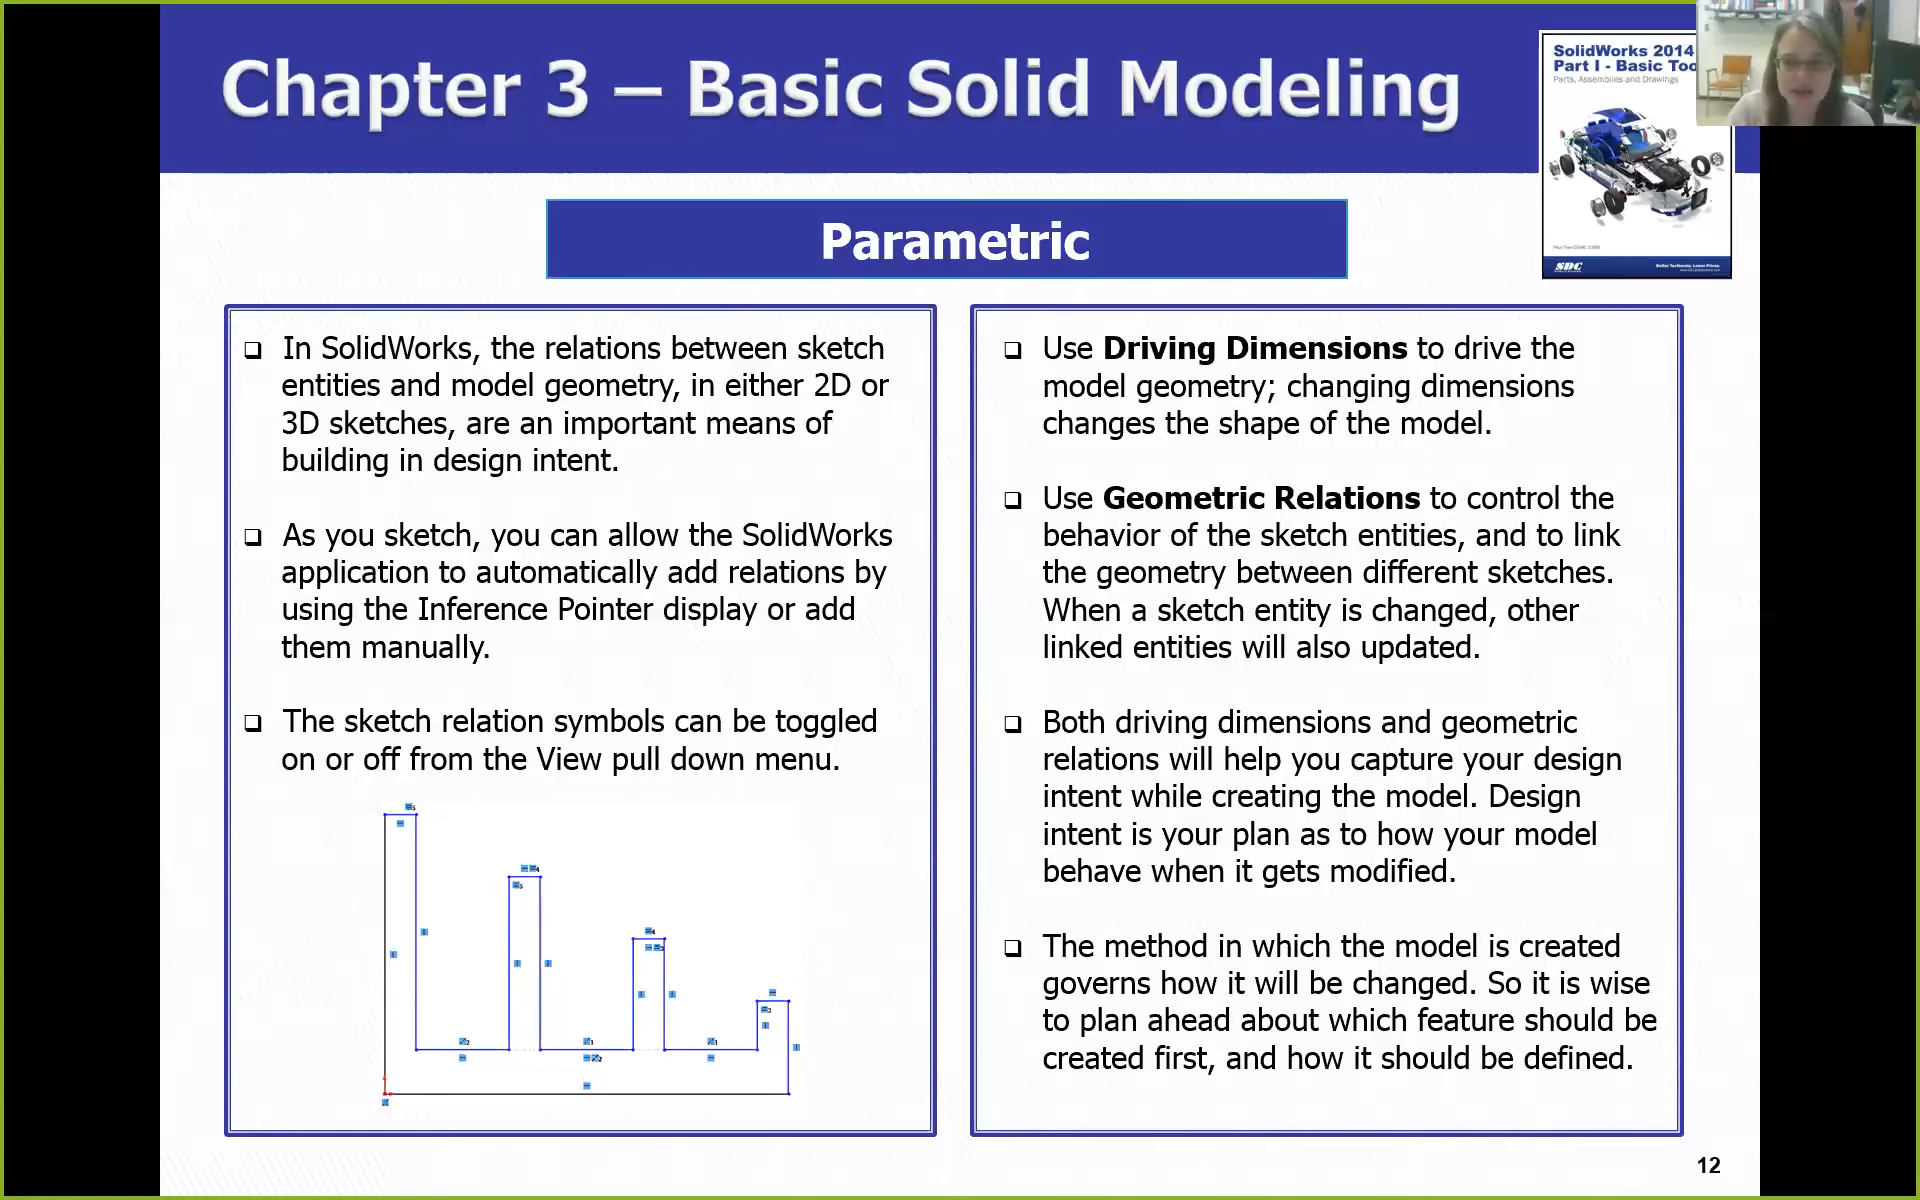 Chapter 3 – Basic Solid Modeling
SolidWorks 2014
Part I - Basic Too
Parts, Assemblies and Drawings
SDC
Better Textbooks. Lower Prices.
Parametric
❑ In SolidWorks, the relations between sketch
entities and model geometry, in either 2D or
3D sketches, are an important means of
building in design intent.
❑ As you sketch, you can allow the SolidWorks
application to automatically add relations by
using the Inference Pointer display or add
them manually.
❑ The sketch relation symbols can be toggled
on or off from the View pull down menu.
❑ Use Driving Dimensions to drive the
model geometry; changing dimensions
changes the shape of the model.
❑ Use Geometric Relations to control the
behavior of the sketch entities, and to link
the geometry between different sketches.
When a sketch entity is changed, other
linked entities will also updated.
❑ Both driving dimensions and geometric
relations will help you capture your design
intent while creating the model. Design
intent is your plan as to how your model
behave when it gets modified.
❑ The method in which the model is created
governs how it will be changed. So it is wise
to plan ahead about which feature should be
created first, and how it should be defined.
12